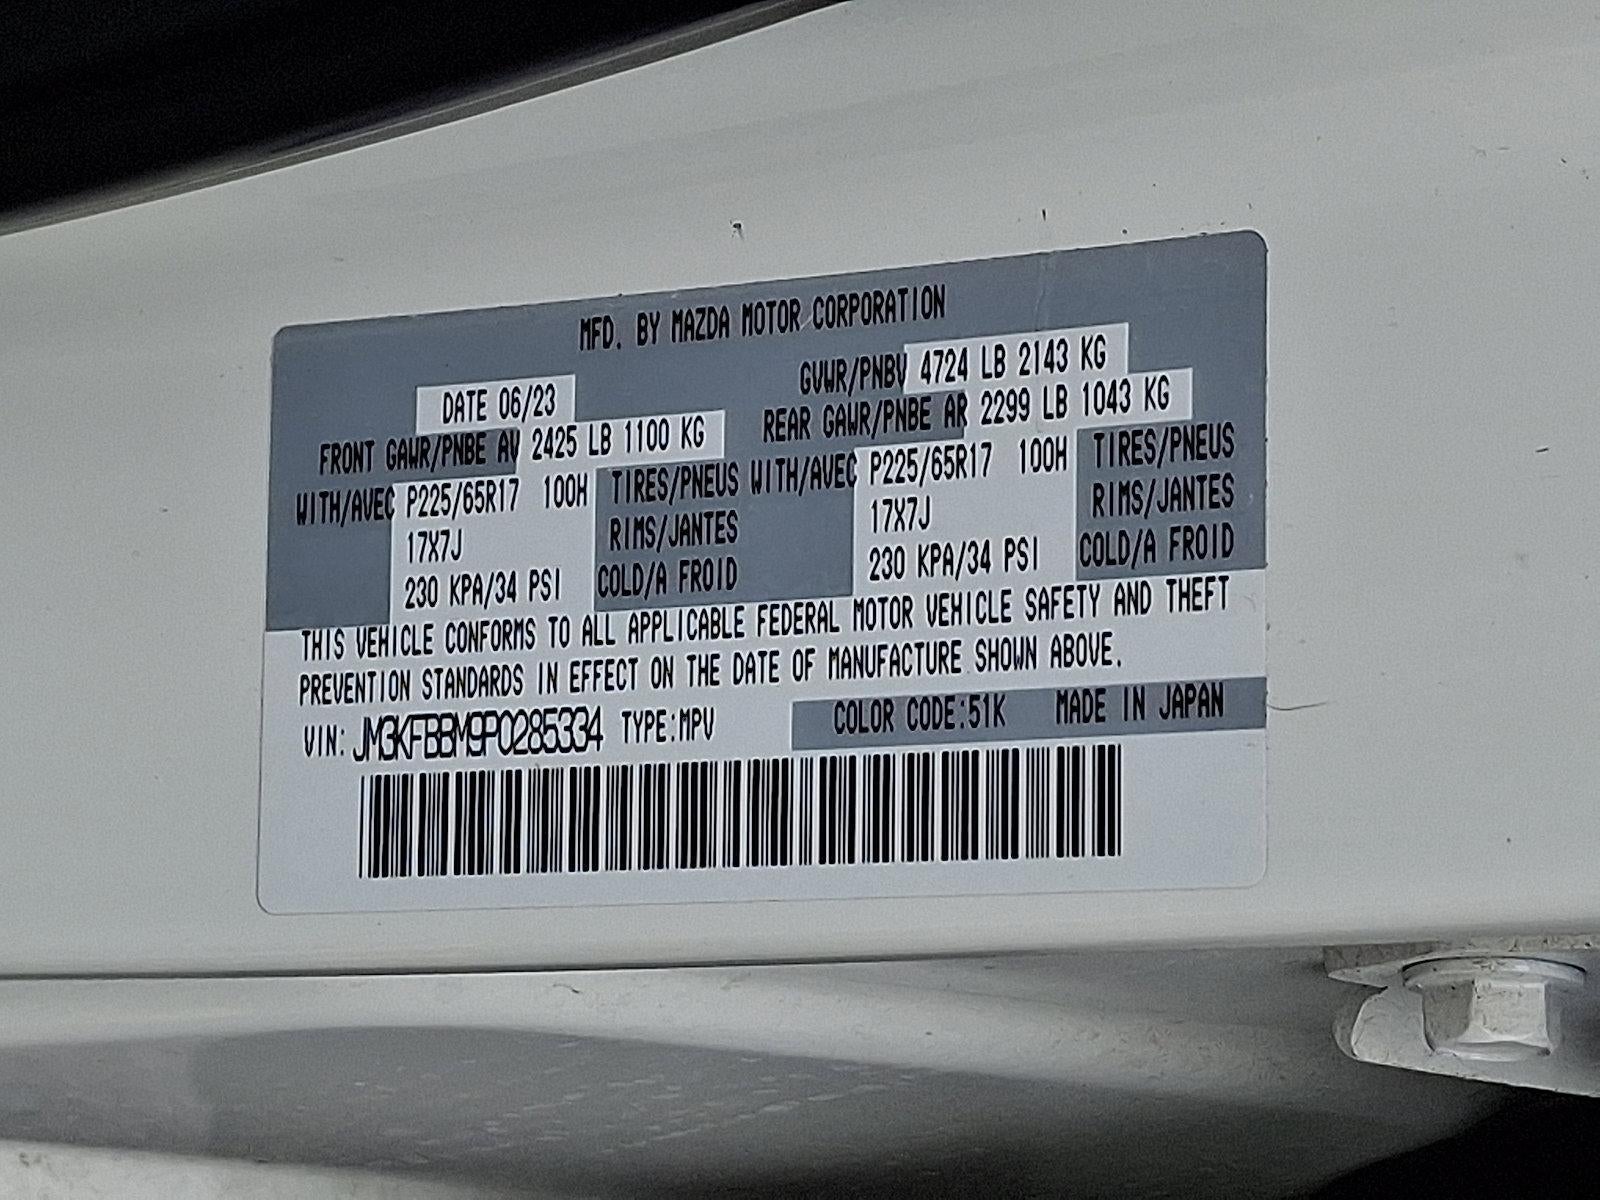 MFD. BY MAZDA MOTOR CORPORATION
DATE 06/23 GVWR/PNBV 4724 LB 2143 KG
FRONT GAWR/PNBE AV 2425 LB 1100 KG REAR GAWR/PNBE AR 2299 LB 1043 KG
WITH/AVEC P225/65R17 100H TIRES/PNEUS WITH/AVEC P225/65R17 100H TIRES/PNEUS
17X7J RIMS/JANTES 17X7J RIMS/JANTES
230 KPA/34 PSI COLD/A FROID 230 KPA/34 PSI COLD/A FROID
THIS VEHICLE CONFORMS TO ALL APPLICABLE FEDERAL MOTOR VEHICLE SAFETY AND THEFT
PREVENTION STANDARDS IN EFFECT ON THE DATE OF MANUFACTURE SHOWN ABOVE.
VIN: JM3KFBBM9P0285334 TYPE:MPV COLOR CODE:51K MADE IN JAPAN